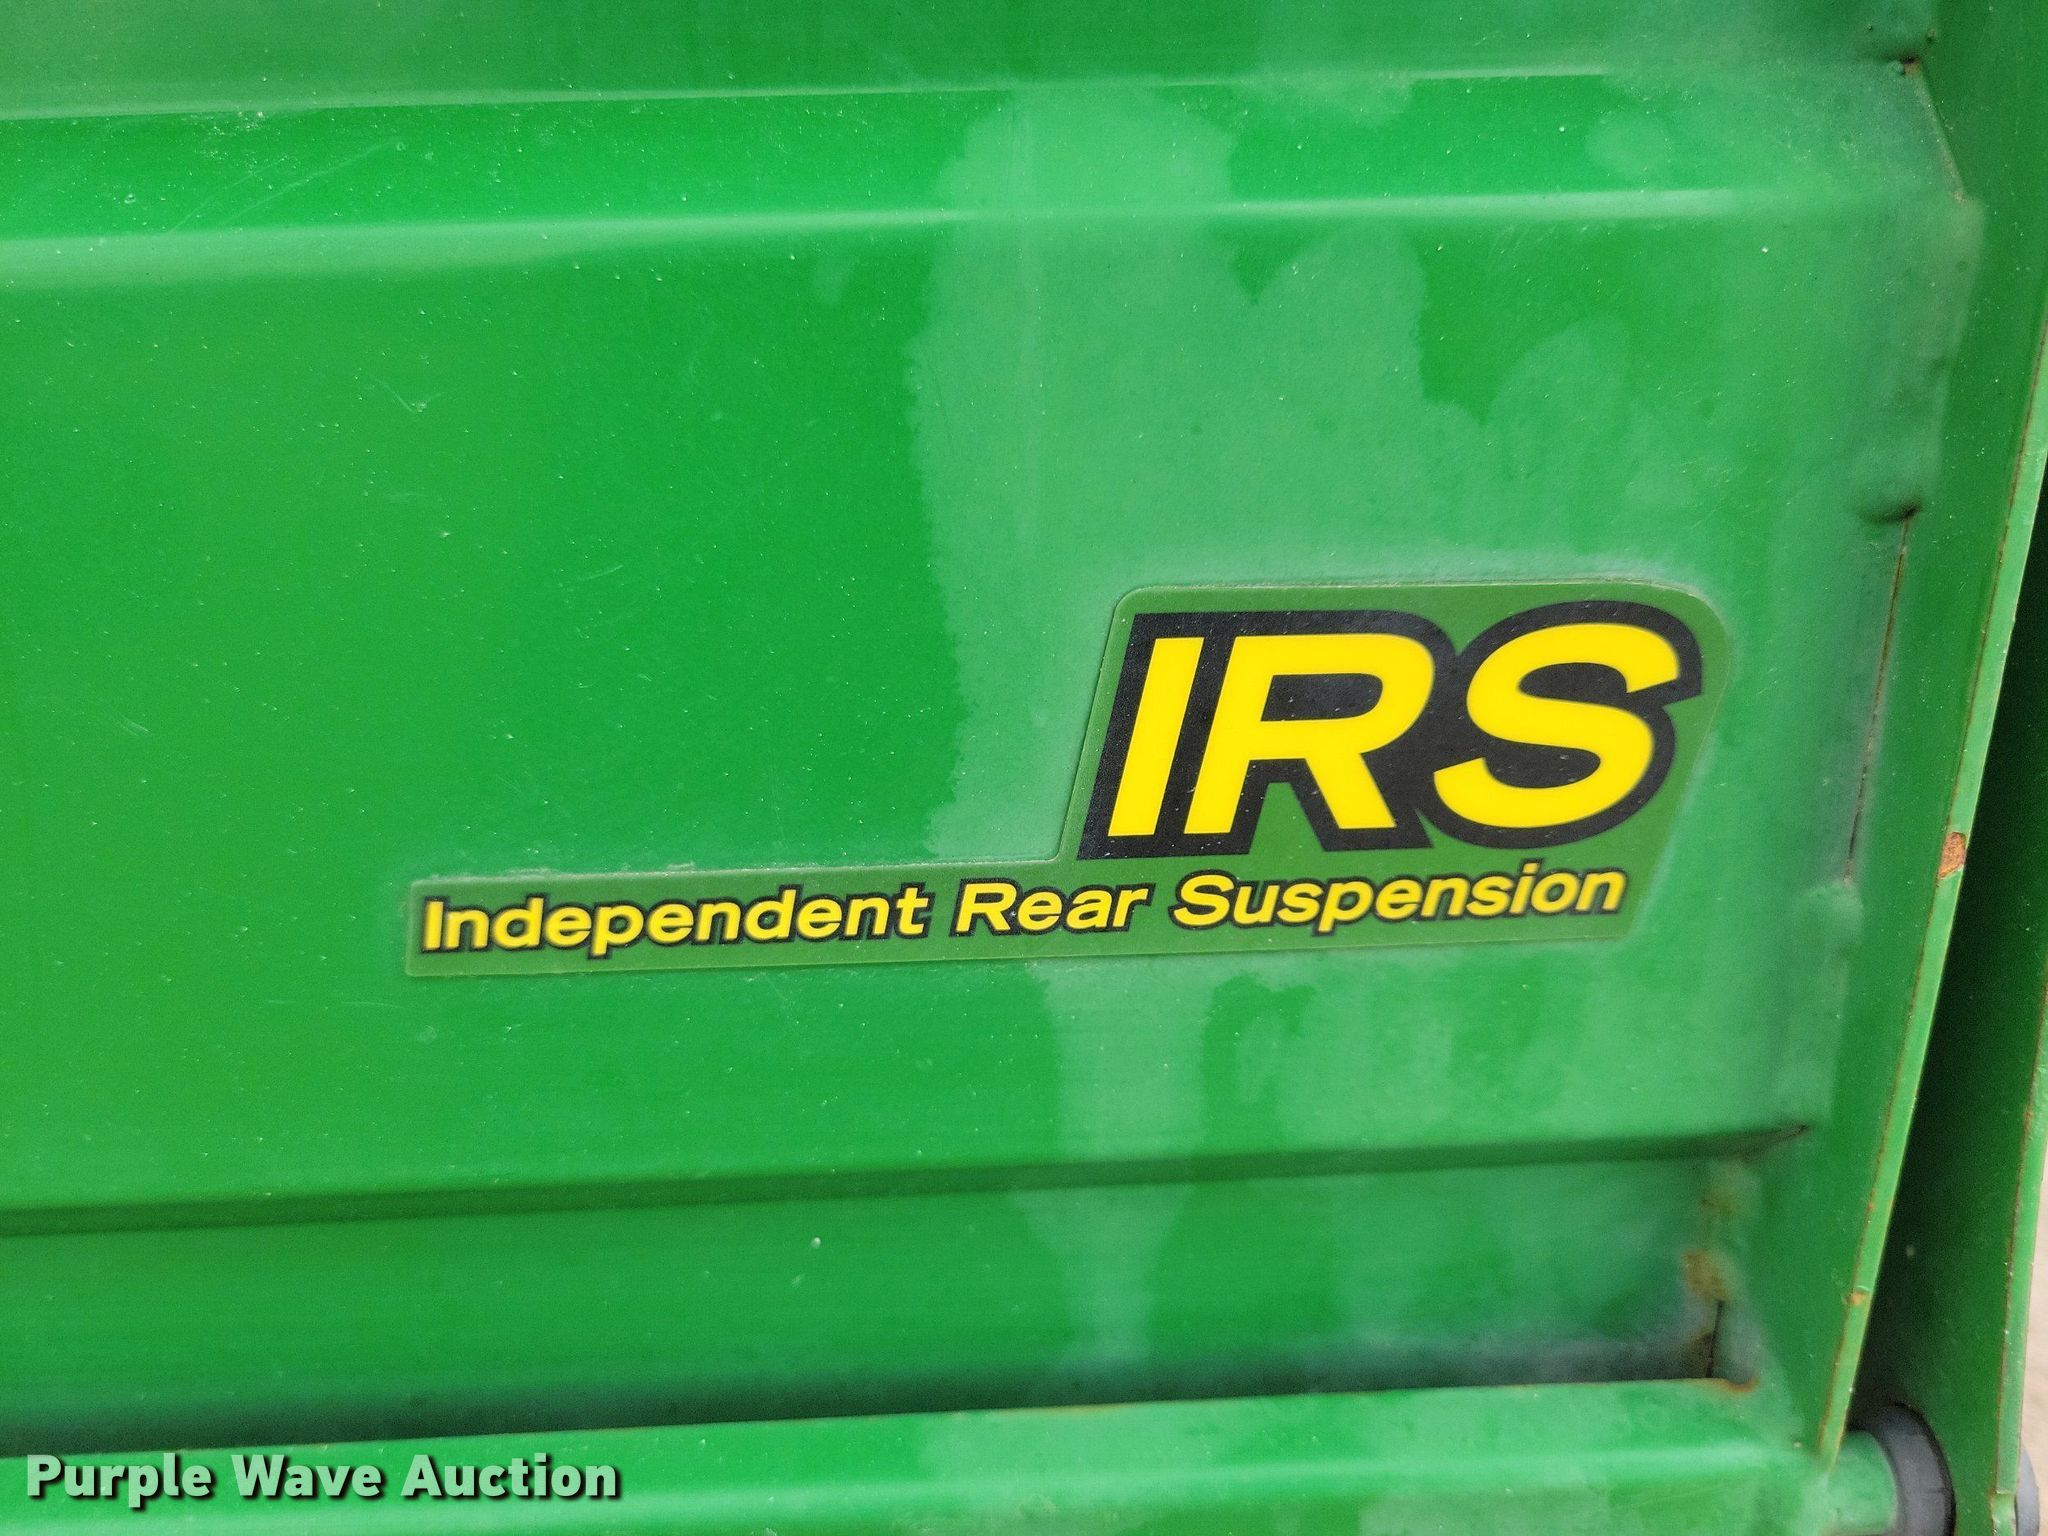 IRS
Independent Rear Suspension
Purple Wave Auction